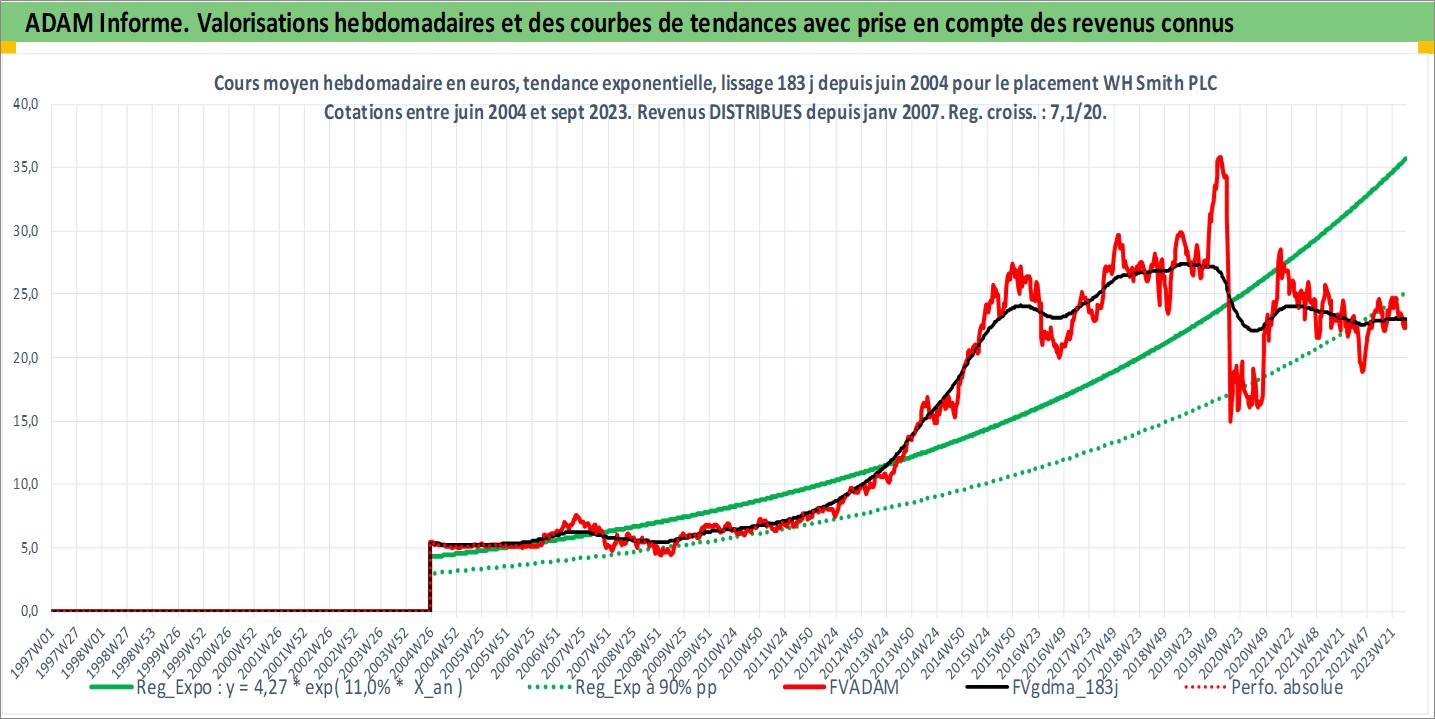 ADAM Informe. Valorisations hebdomadaires et des courbes de tendances avec prise en compte des revenus connus
Cours moyen hebdomadaire en euros, tendance exponentielle, lissage 183 j depuis juin 2004 pour le placement WH Smith PLC
Cotations entre juin 2004 et sept 2023. Revenus DISTRIBUES depuis janv 2007. Reg. croiss. : 7,1/20.
40,0
35,0
30,0
25,0
20,0
15,0
10,0
5,0
0,0
1997W01
1997W27
1998W01
1998W27
1998W53
1999W26
1999W52
2000W26
2000W52
2001W26
2001W52
2002W26
2002W52
2003W26
2003W52
2004W26
2004W52
2005W25
2005W51
2006W25
2006W51
2007W25
2007W51
2008W25
2008W51
2009W25
2009W51
2010W24
2010W50
2011W24
2011W50
2012W24
2012W50
2013W24
2013W50
2014W24
2014W50
2015W24
2015W50
2016W23
2016W49
2017W23
2017W49
2018W23
2018W49
2019W23
2019W49
2020W23
2020W49
2021W22
2021W48
2022W21
2022W47
2023W21
Reg_Expo : y = 4,27 * exp( 11,0% * X_an )
Reg_Exp à 90% pp
FVADAM
FVgdma_183j
Perfo. absolue